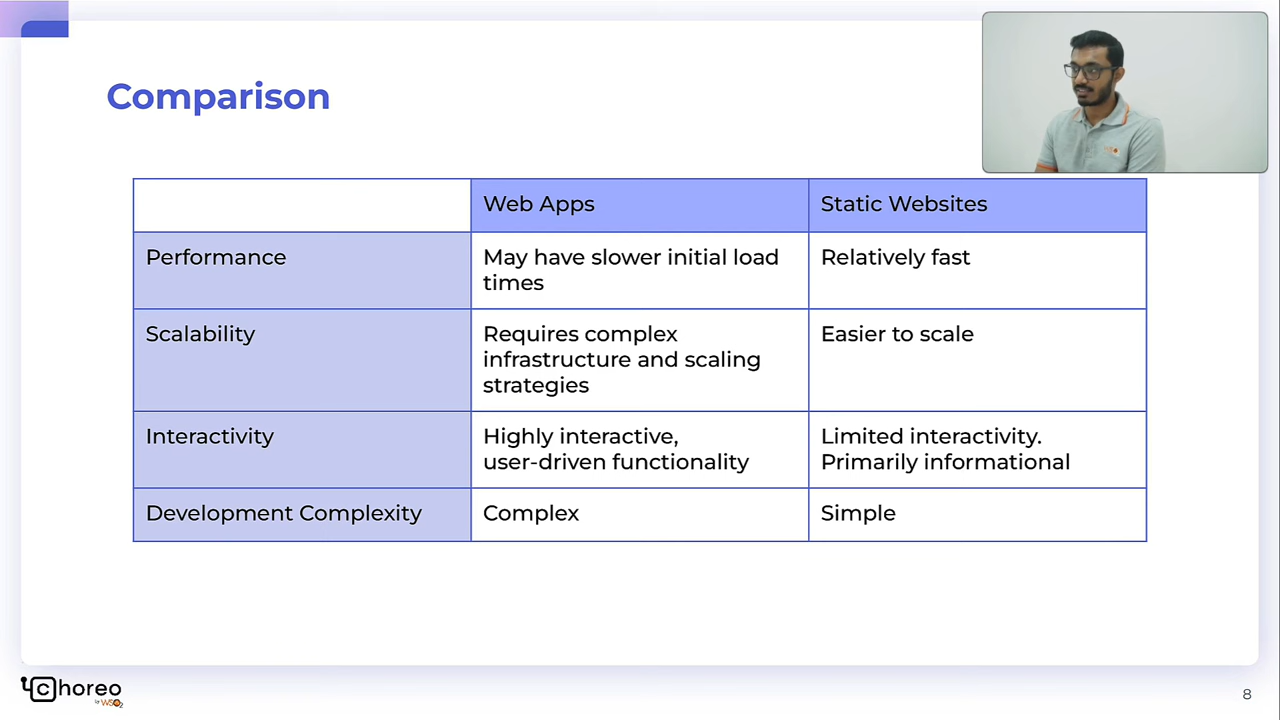 Comparison
Web Apps
Static Websites
Performance
May have slower initial load
times
Relatively fast
Scalability
Requires complex
infrastructure and scaling
strategies
Easier to scale
Interactivity
Highly interactive,
user-driven functionality
Limited interactivity.
Primarily informational
Development Complexity
Complex
Simple
choreo
by WSO2
8